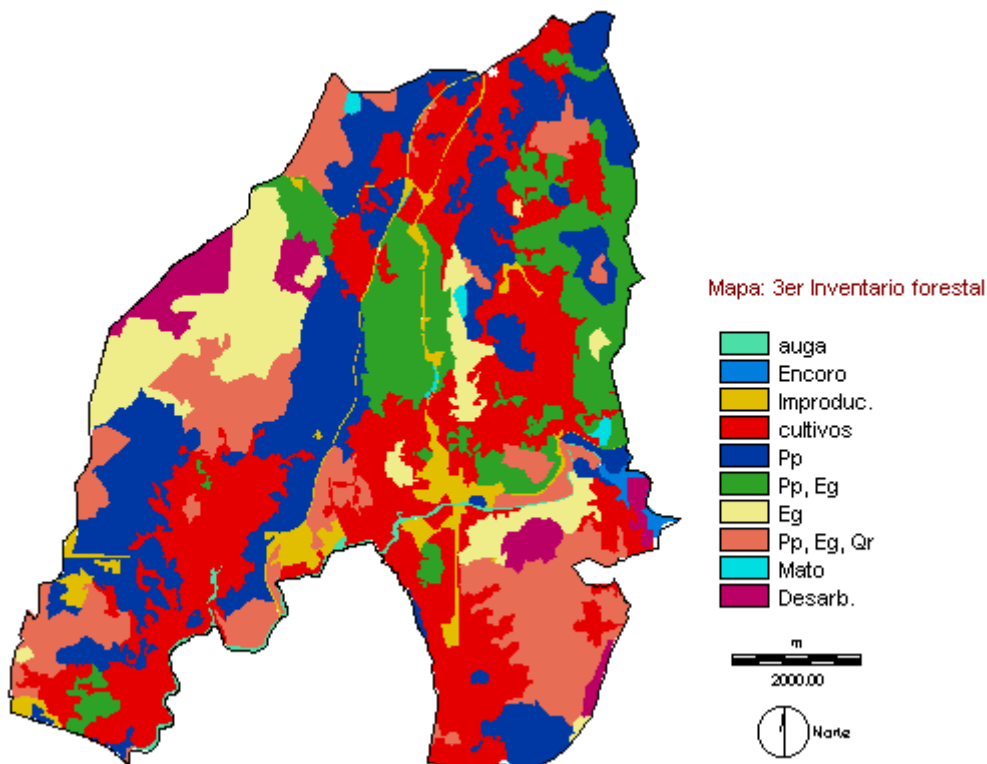 Mapa: 3er Inventario forestal
auga
Encoro
Improduc.
cultivos
Pp
Pp, Eg
Eg
Pp, Eg, Qr
Mato
Desarb.
m
2000.00
Norte